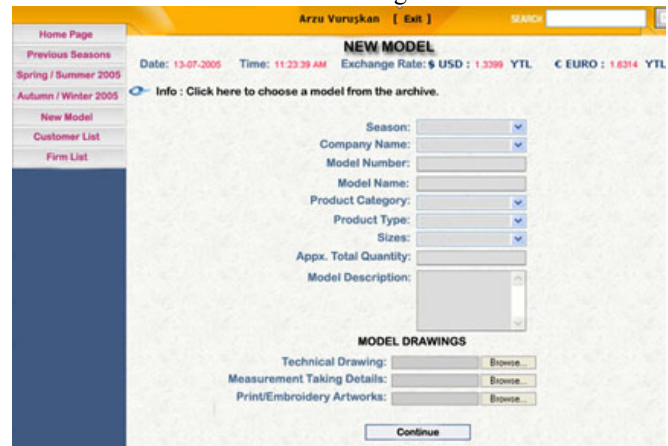 Arzu Vuruşkan [ Exit ] SEARCH
Home Page
Previous Seasons
Spring / Summer 2005
Autumn / Winter 2005
New Model
Customer List
Firm List
NEW MODEL
Date: 13-07-2005 Time: 11:23:39 AM Exchange Rate: $ USD : 1.3399 YTL € EURO : 1.6314 YTL
Info : Click here to choose a model from the archive.
Season:
Company Name:
Model Number:
Model Name:
Product Category:
Product Type:
Sizes:
Appx. Total Quantity:
Model Description:
MODEL DRAWINGS
Technical Drawing: Browse...
Measurement Taking Details: Browse...
Print/Embroidery Artworks: Browse...
Continue